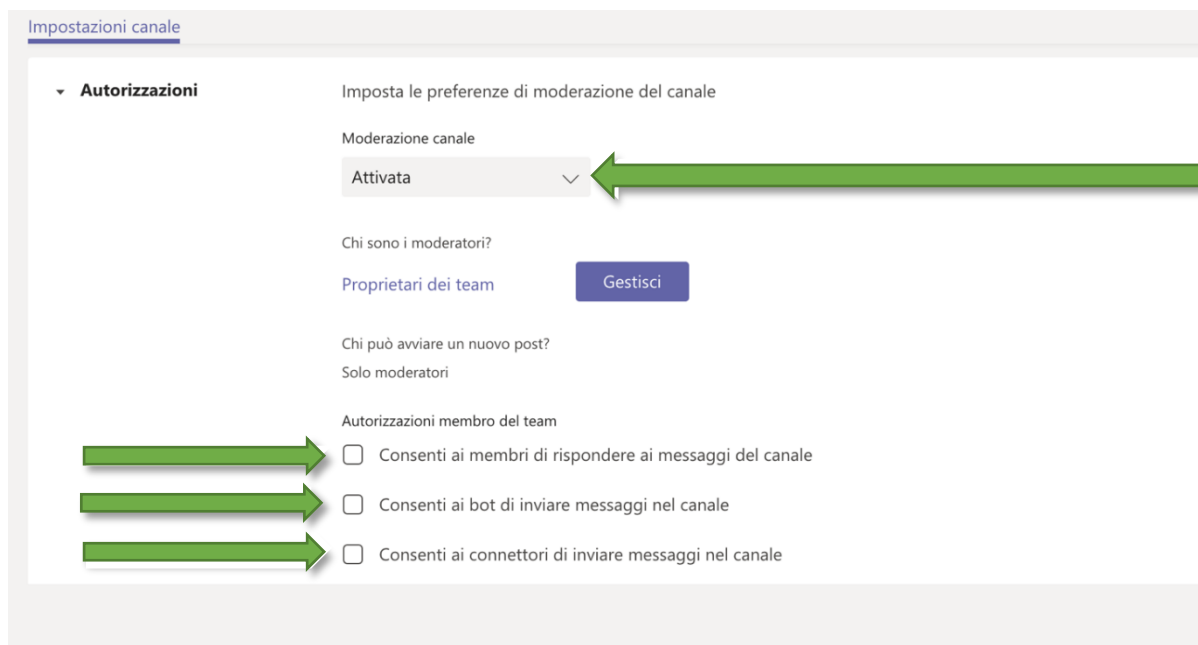 Impostazioni canale
Autorizzazioni
Imposta le preferenze di moderazione del canale
Moderazione canale
Attivata
Chi sono i moderatori?
Proprietari dei team
Gestisci
Chi può avviare un nuovo post?
Solo moderatori
Autorizzazioni membro del team
Consenti ai membri di rispondere ai messaggi del canale
Consenti ai bot di inviare messaggi nel canale
Consenti ai connettori di inviare messaggi nel canale